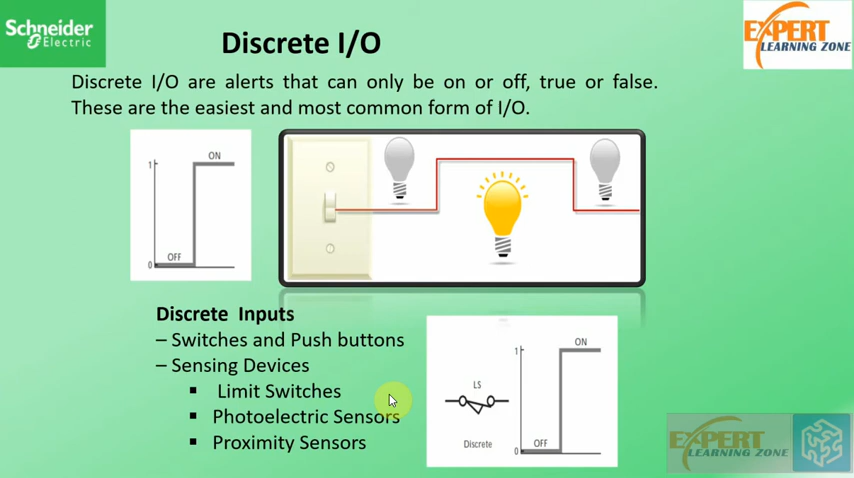 Schneider
Electric
Discrete I/O
EXPERT
LEARNING ZONE
Discrete I/O are alerts that can only be on or off, true or false.
These are the easiest and most common form of I/O.
1
ON
OFF
0
Discrete Inputs
– Switches and Push buttons
– Sensing Devices
▪ Limit Switches
▪ Photoelectric Sensors
▪ Proximity Sensors
LS
Discrete
1
ON
OFF
0
EXPERT
LEARNING ZONE